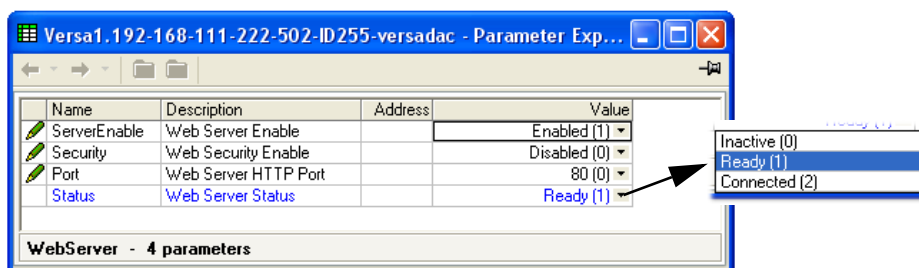 Versa1.192-168-111-222-502-ID255-versadac - Parameter Exp...
Name Description Address Value
ServerEnable Web Server Enable Enabled (1)
Security Web Security Enable Disabled (0)
Port Web Server HTTP Port 80 (0)
Status Web Server Status Ready (1)
WebServer - 4 parameters
Ready (1)
Inactive (0)
Ready (1)
Connected (2)